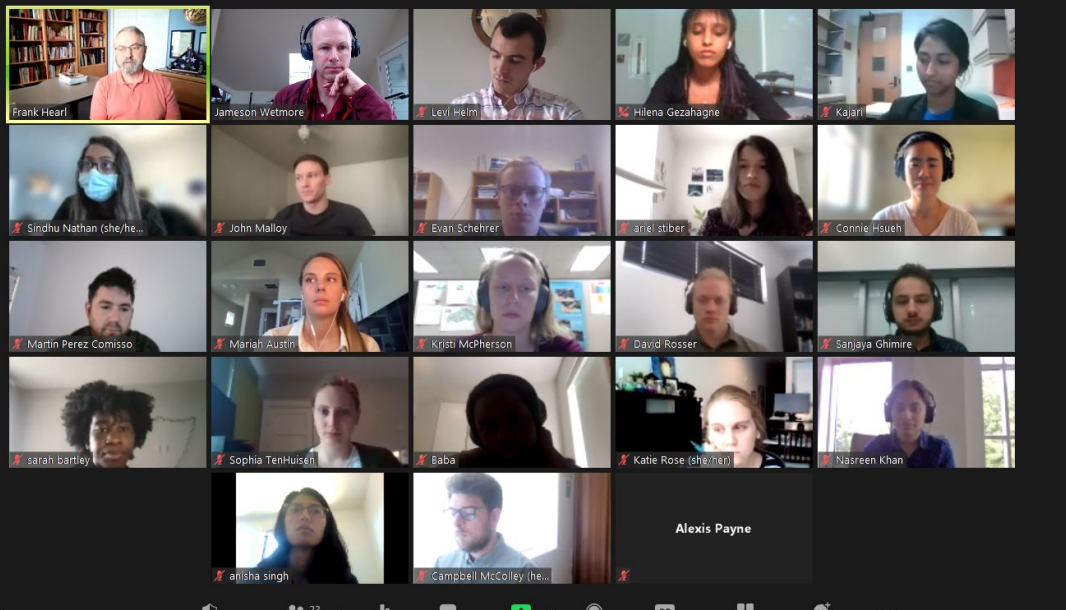 Frank Hearl
Jameson Wetmore
Levi Helm
Hilena Gezahagne
Kajari
Sindhu Nathan (she/he...
John Malloy
Evan Schehrer
ariel stiber
Connie Hsueh
Martin Perez Comisso
Mariah Austin
Kristi McPherson
David Rosser
Sanjaya Ghimire
sarah bartley
Sophia TenHuisen
Baba
Katie Rose (she/her)
Nasreen Khan
anisha singh
Campbell McColley (he...
Alexis Payne
23